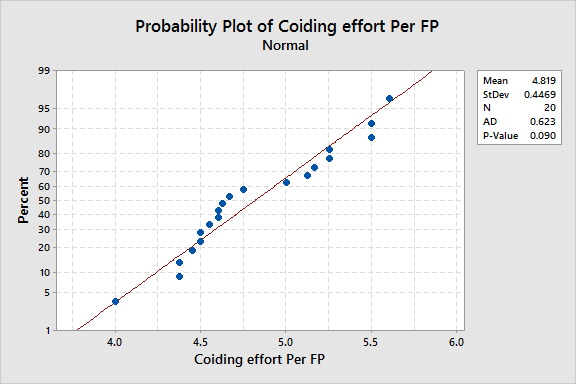 Probability Plot of Coiding effort Per FP
Normal
Mean 4.819
StDev 0.4469
N 20
AD 0.623
P-Value 0.090
Percent
99
95
90
80
70
60
50
40
30
20
10
5
1
4.0 4.5 5.0 5.5 6.0
Coiding effort Per FP